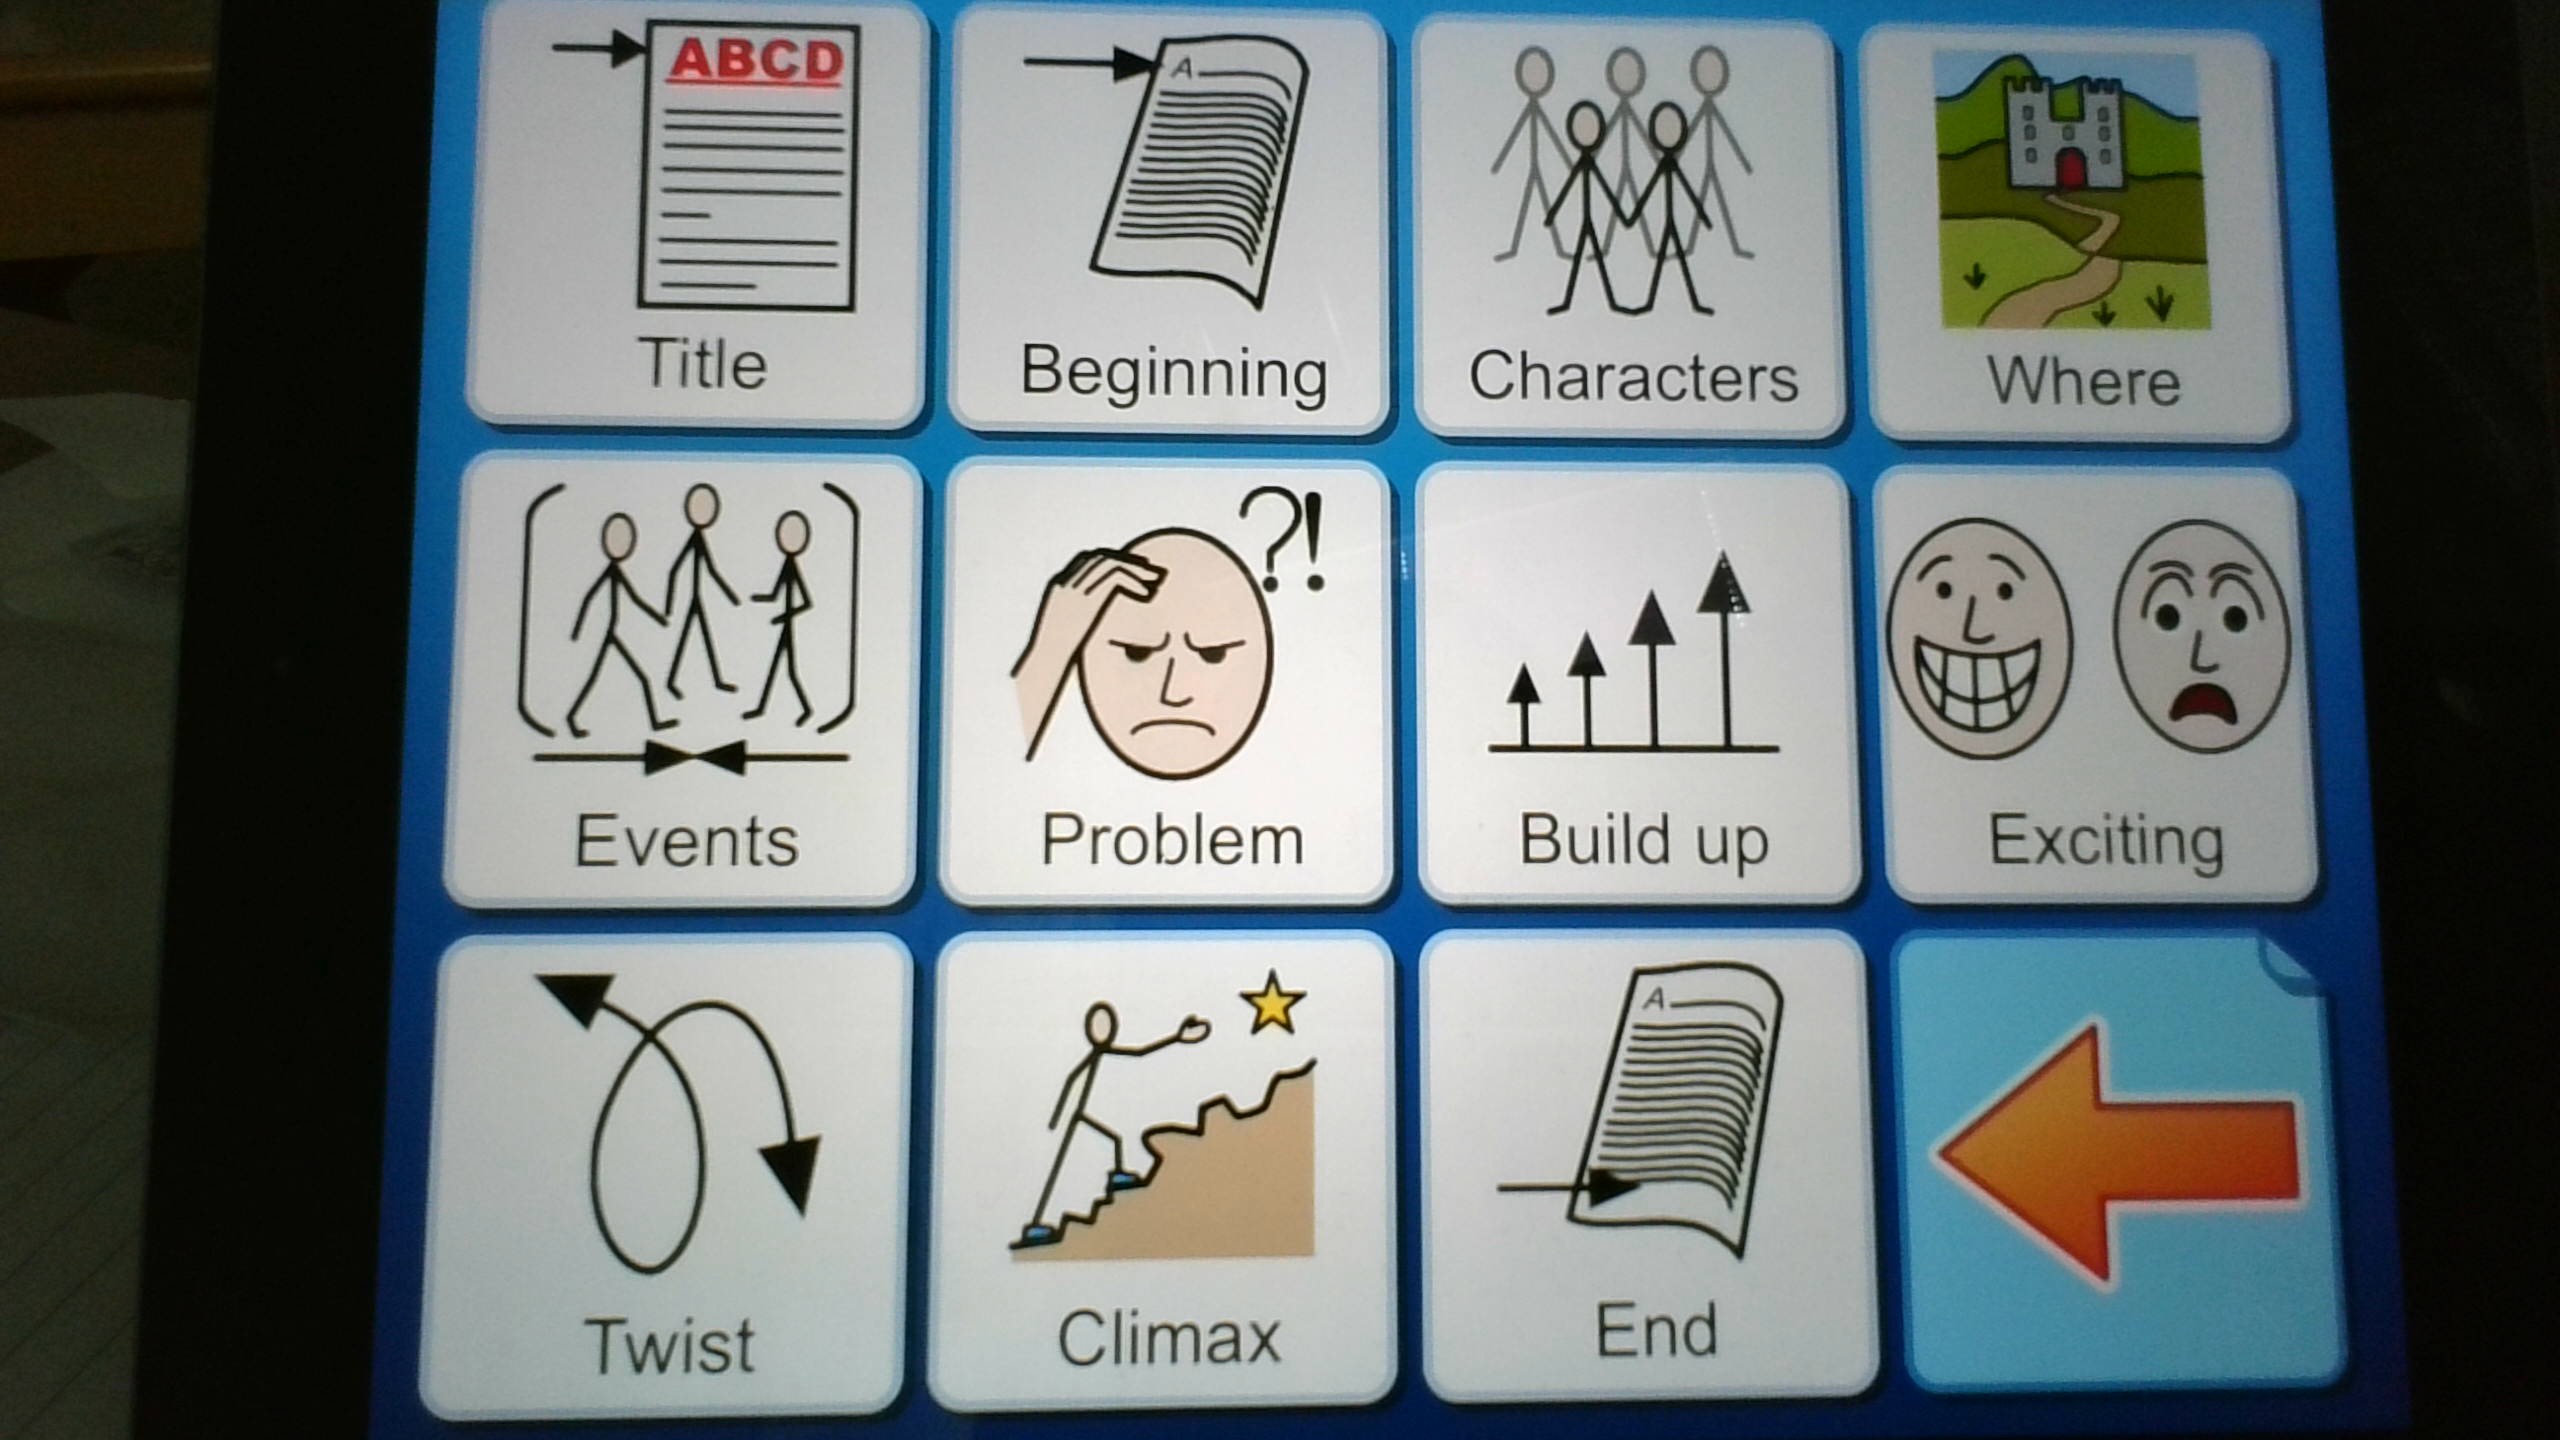 ABCD
Title
A
Beginning
Characters
Where
?!
Events
Problem
Build up
Exciting
Twist
Climax
A
End